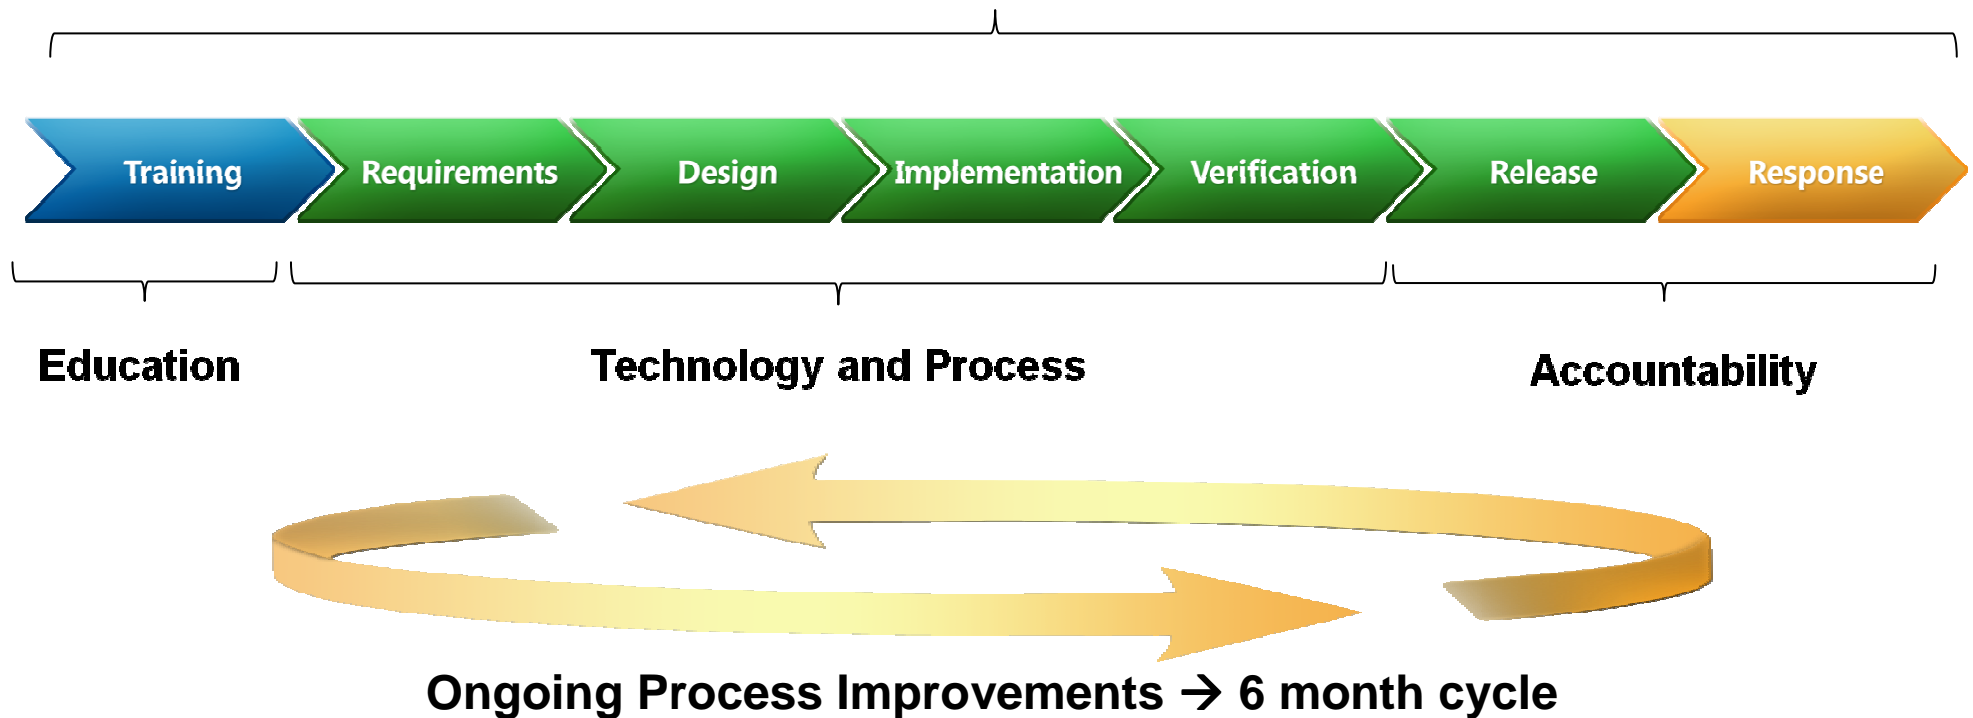 Training Requirements Design Implementation Verification Release Response
Education Technology and Process Accountability
Ongoing Process Improvements → 6 month cycle